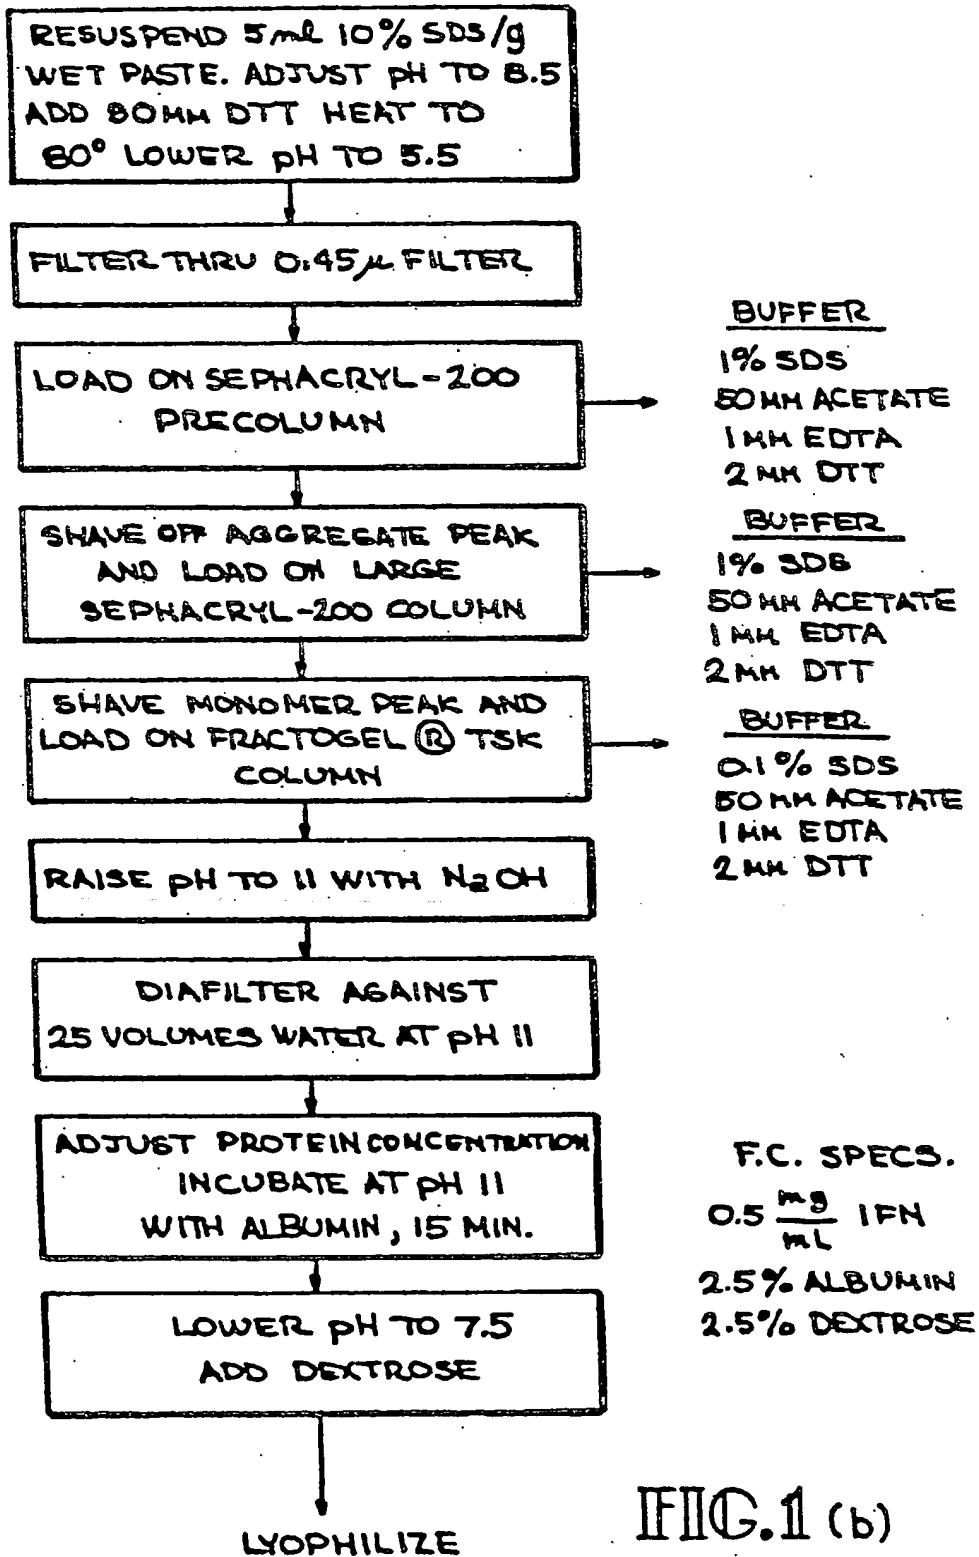 RESUSPEND 5ml 10% SDS/g
WET PASTE. ADJUST pH TO 8.5
ADD 80MM DTT HEAT TO
80° LOWER pH TO 5.5
FILTER THRU 0.45μ FILTER
LOAD ON SEPHACRYL-200
PRECOLUMN
BUFFER
1% SDS
50MM ACETATE
1MM EDTA
2MM DTT
SHAVE OFF AGGREGATE PEAK
AND LOAD ON LARGE
SEPHACRYL-200 COLUMN
BUFFER
1% SDS
50MM ACETATE
1MM EDTA
2MM DTT
SHAVE MONOMER PEAK AND
LOAD ON FRACTOGEL ® TSK
COLUMN
BUFFER
0.1% SDS
50MM ACETATE
1MM EDTA
2MM DTT
RAISE pH TO 11 WITH NaOH
DIAFILTER AGAINST
25 VOLUMES WATER AT pH 11
ADJUST PROTEIN CONCENTRATION
INCUBATE AT pH 11
WITH ALBUMIN, 15 MIN.
F.C. SPECS.
0.5 mg/mL IFN
2.5% ALBUMIN
2.5% DEXTROSE
LOWER pH TO 7.5
ADD DEXTROSE
LYOPHILIZE
FIG.1 (b)